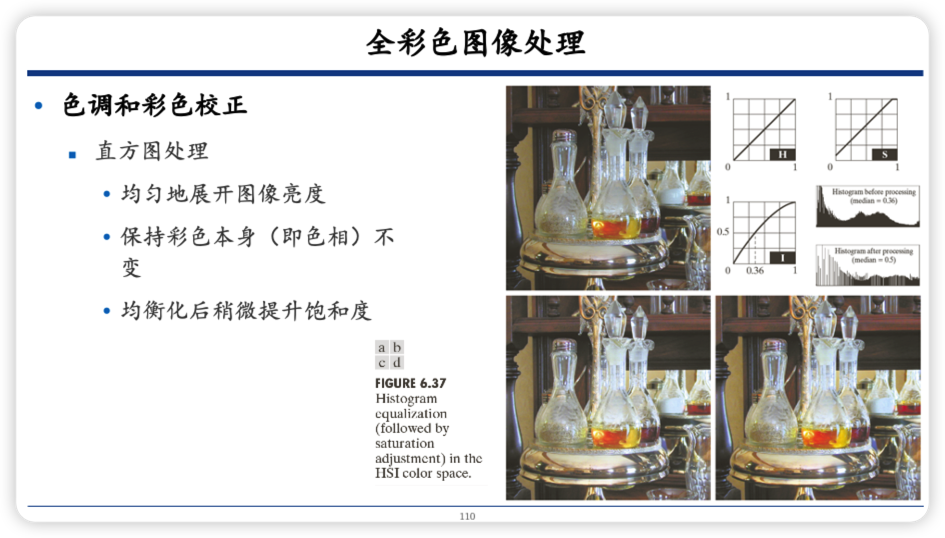 全彩色图像处理
• 色调和彩色校正
▪ 直方图处理
• 均匀地展开图像亮度
• 保持彩色本身（即色相）不
变
• 均衡化后稍微提升饱和度
a b
c d
FIGURE 6.37
Histogram
equalization
(followed by
saturation
adjustment) in the
HSI color space.
1
H
0 1
1
S
0 1
1
0.5
I
0 0.36 1
Histogram before processing
(median = 0.36)
Histogram after processing
(median = 0.5)
110